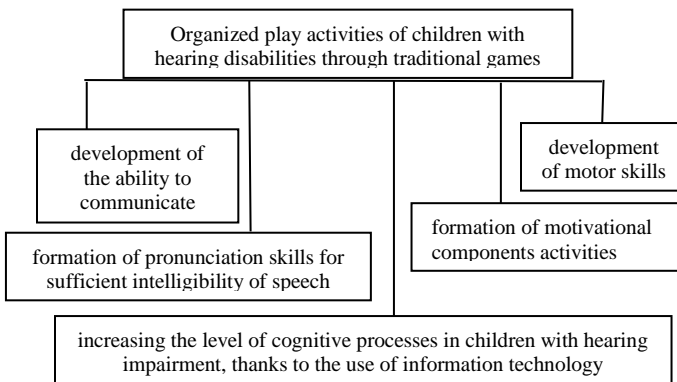 Organized play activities of children with
hearing disabilities through traditional games
development of
the ability to
communicate
development
of motor skills
formation of pronunciation skills for
sufficient intelligibility of speech
formation of motivational
components activities
increasing the level of cognitive processes in children with hearing
impairment, thanks to the use of information technology